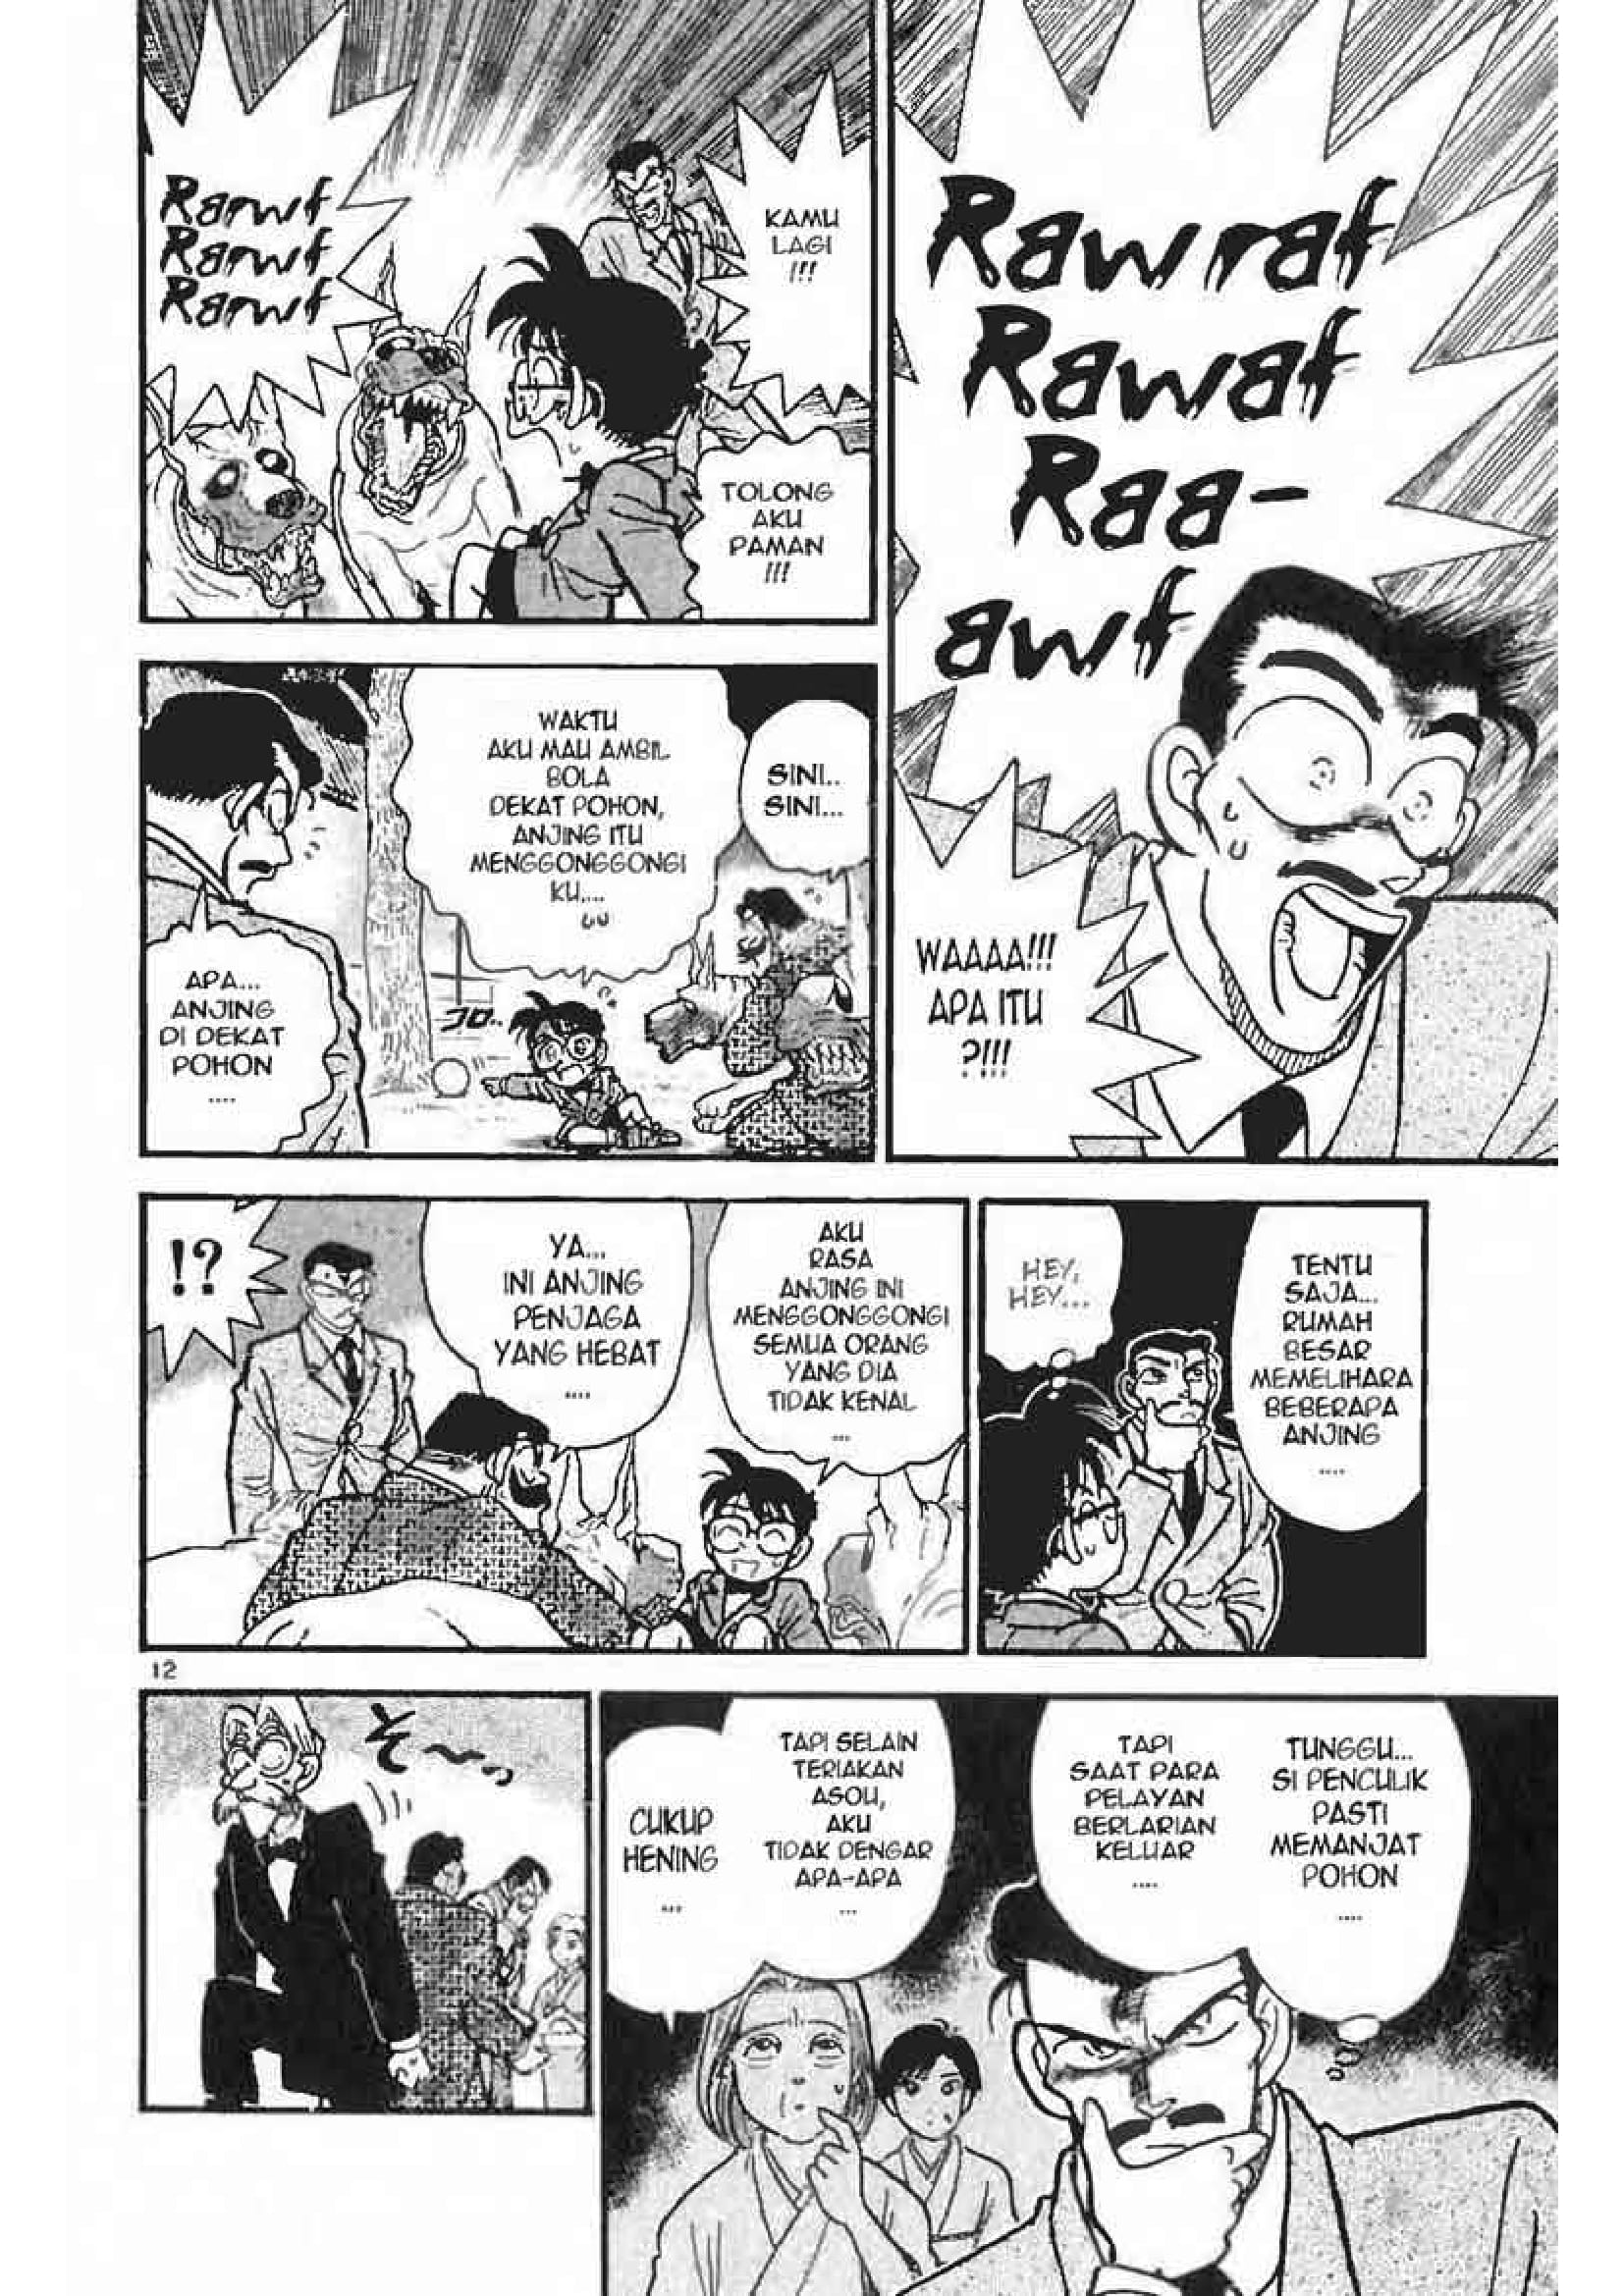 Rawraf
Rawaf
Raa-
awf
WAAAA!!!
APA ITU
?!!!
KAMU
LAGI
!!!
Rarwf
Rarwf
Rarwf
TOLONG
AKU
PAMAN
!!!
SINI..
SINI...
WAKTU
AKU MAU AMBIL
BOLA
DEKAT POHON,
ANJING ITU
MENGGONGGONGI
KU....
コロ..
APA...
ANJING
DI DEKAT
POHON
....
TENTU
SAJA...
RUMAH
BESAR
MEMELIHARA
BEBERAPA
ANJING
....
HEY,
HEY...
AKU
RASA
ANJING INI
MENGGONGGONGI
SEMUA ORANG
YANG DIA
TIDAK KENAL
...
YA...
INI ANJING
PENJAGA
YANG HEBAT
....
!?
12
TUNGGU...
SI PENCULIK
PASTI
MEMANJAT
POHON
....
TAPI
SAAT PARA
PELAYAN
BERLARIAN
KELUAR
....
TAPI SELAIN
TERIAKAN
ASOU,
AKU
TIDAK DENGAR
APA-APA
...
CUKUP
HENING
...
そ〜っ